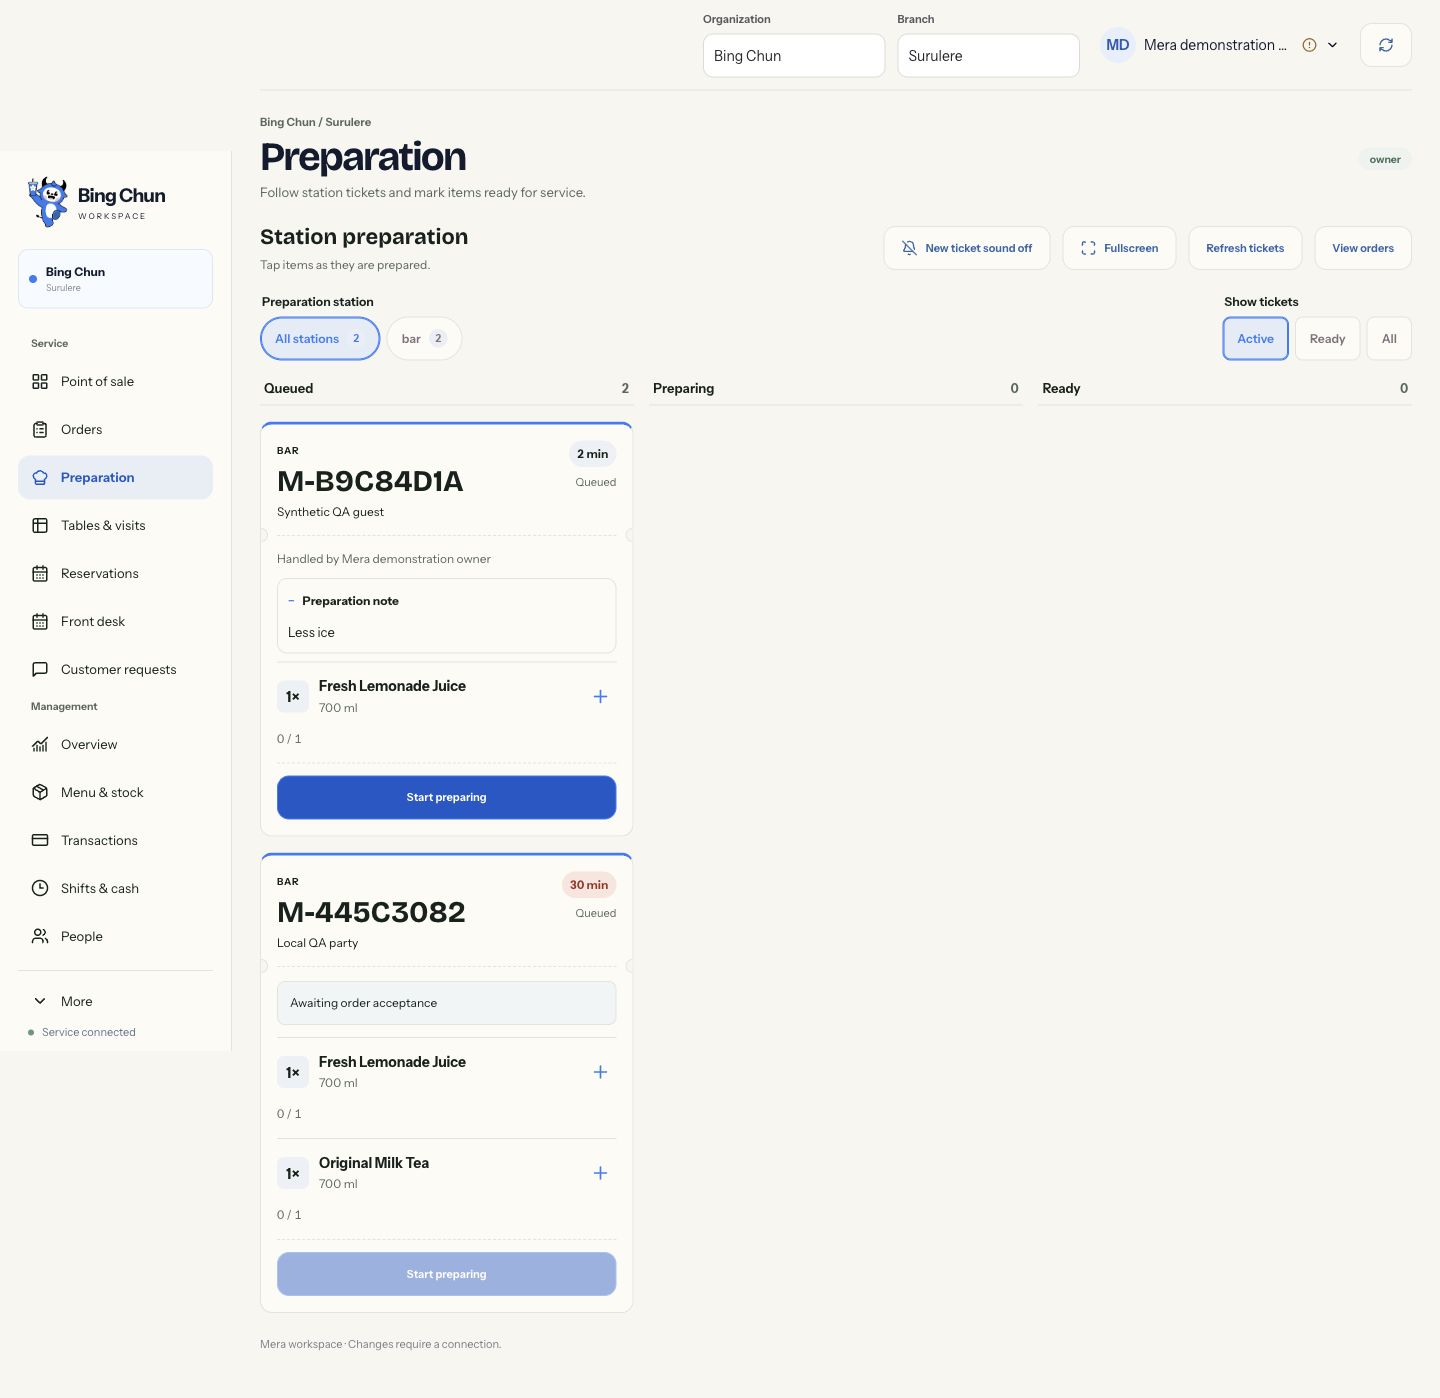 Organization
Branch
Bing Chun
Surulere
MD
Mera demonstration ...
Bing Chun / Surulere
Preparation
owner
Follow station tickets and mark items ready for service.
Bing Chun
WORKSPACE
Bing Chun
Surulere
Service
Point of sale
Orders
Preparation
Tables & visits
Reservations
Front desk
Customer requests
Management
Overview
Menu & stock
Transactions
Shifts & cash
People
More
Service connected
Station preparation
Tap items as they are prepared.
New ticket sound off
Fullscreen
Refresh tickets
View orders
Preparation station
All stations 2
bar 2
Show tickets
Active
Ready
All
Queued 2
Preparing 0
Ready 0
BAR
2 min
M-B9C84D1A
Queued
Synthetic QA guest
Handled by Mera demonstration owner
– Preparation note
Less ice
1×
Fresh Lemonade Juice
700 ml
+
0 / 1
Start preparing
BAR
30 min
M-445C3082
Queued
Local QA party
Awaiting order acceptance
1×
Fresh Lemonade Juice
700 ml
+
0 / 1
1×
Original Milk Tea
700 ml
+
0 / 1
Start preparing
Mera workspace · Changes require a connection.